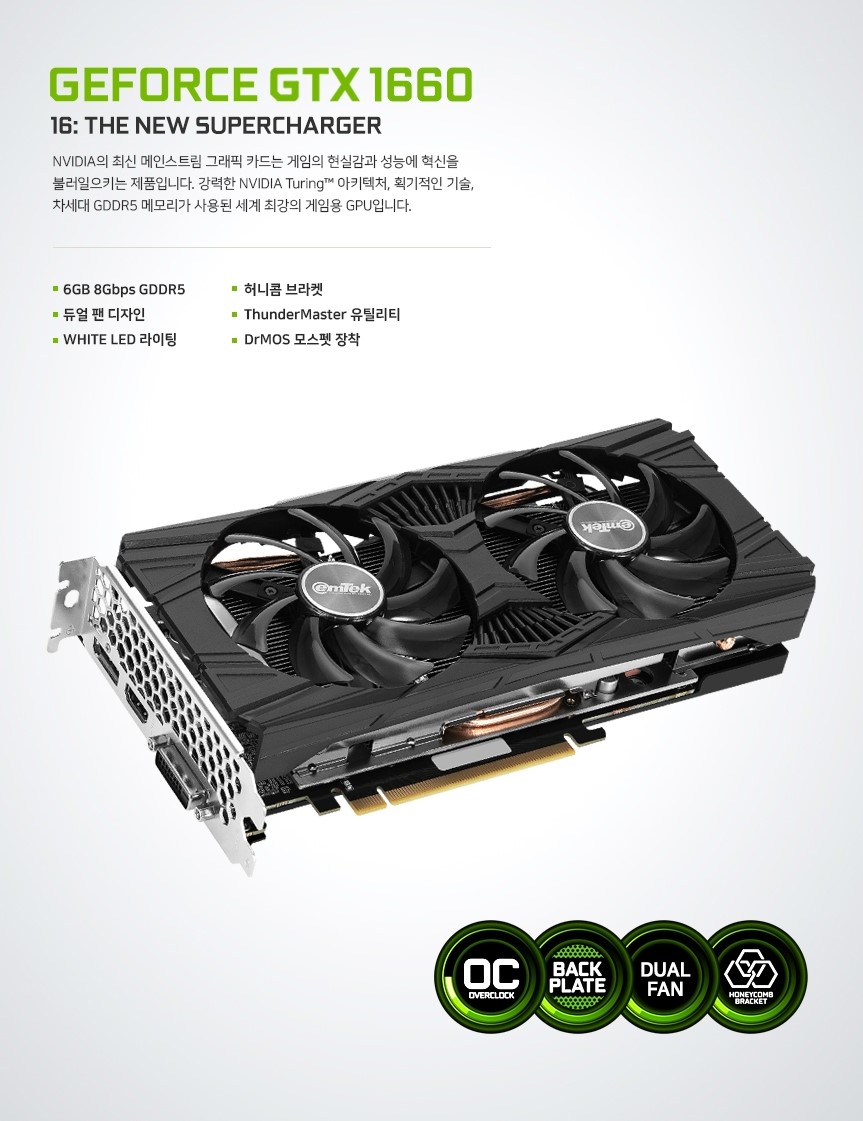 GEFORCE GTX 1660
16: THE NEW SUPERCHARGER
NVIDIA의 최신 메인스트림 그래픽 카드는 게임의 현실감과 성능에 혁신을
불러일으키는 제품입니다. 강력한 NVIDIA Turing™ 아키텍처, 획기적인 기술,
차세대 GDDR5 메모리가 사용된 세계 최강의 게임용 GPU입니다.
6GB 8Gbps GDDR5
듀얼 팬 디자인
WHITE LED 라이팅
허니콤 브라켓
ThunderMaster 유틸리티
DrMOS 모스펫 장착
emTek
emTek
OC
OVERCLOCK
BACK
PLATE
DUAL
FAN
HONEYCOMB
BRACKET